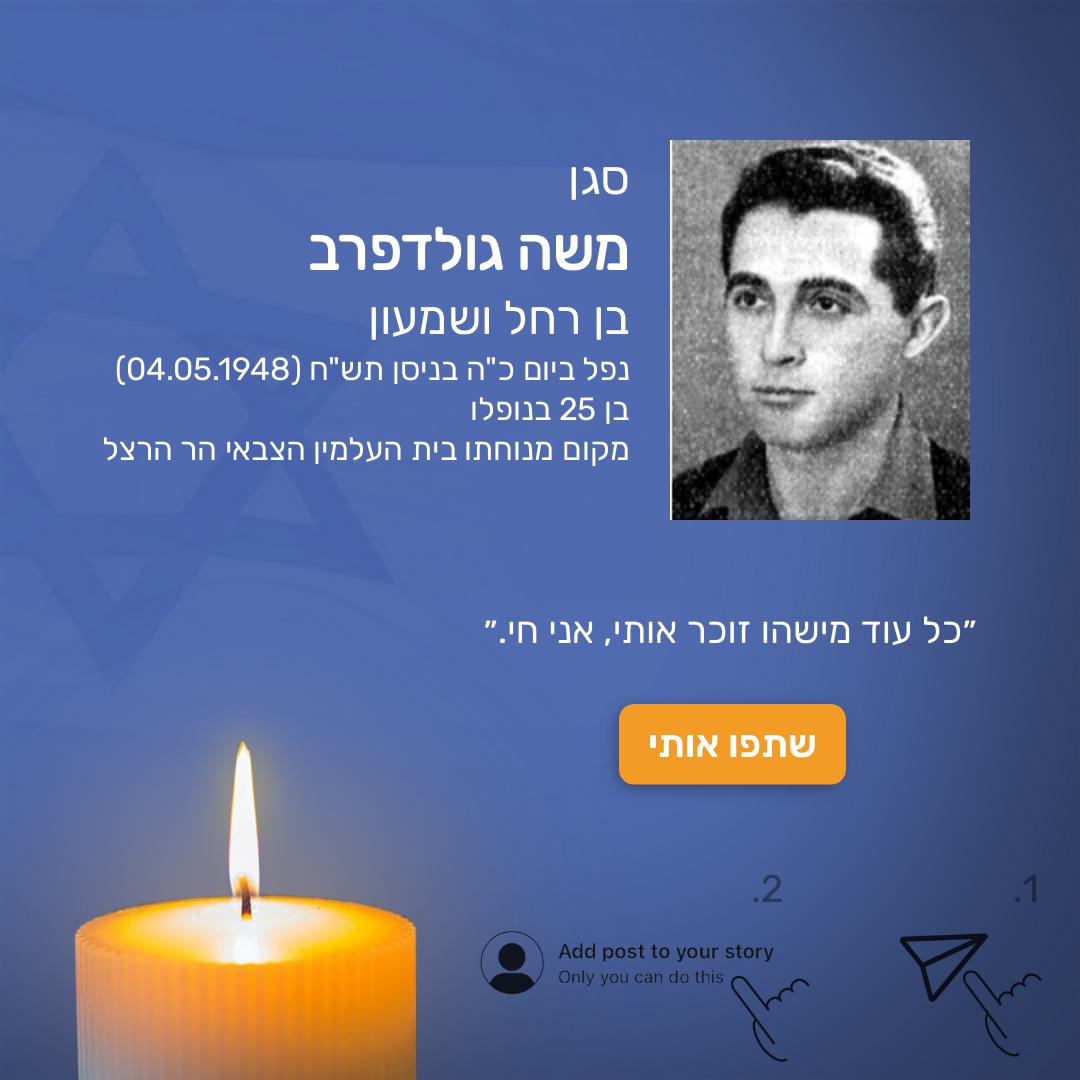 סגן
משה גולדפרב
בן רחל ושמעון
נפל ביום כ"ה בניסן תש"ח (04.05.1948)
בן 25 בנופלו
מקום מנוחתו בית העלמין הצבאי הר הרצל
״כל עוד מישהו זוכר אותי, אני חי.״
שתפו אותי
1.
2.
Add post to your story
Only you can do this